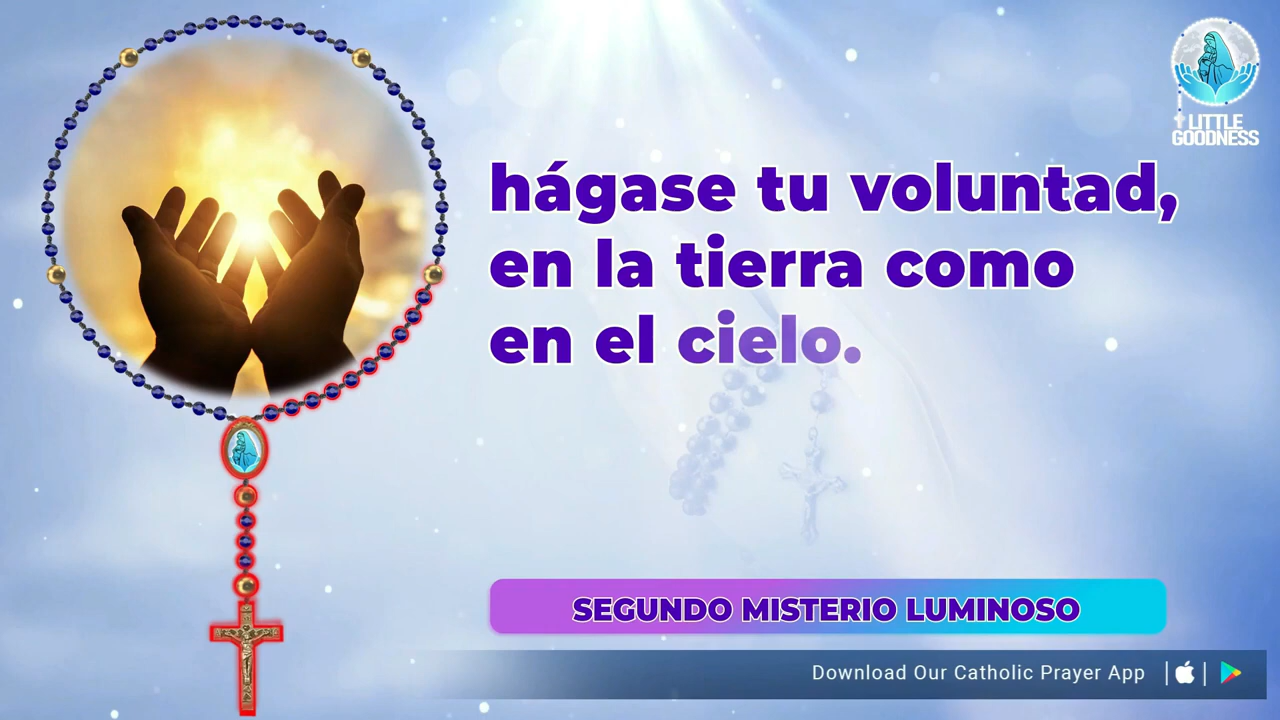 LITTLE
GOODNESS
hágase tu voluntad,
en la tierra como
en el cielo.
SEGUNDO MISTERIO LUMINOSO
Download Our Catholic Prayer App